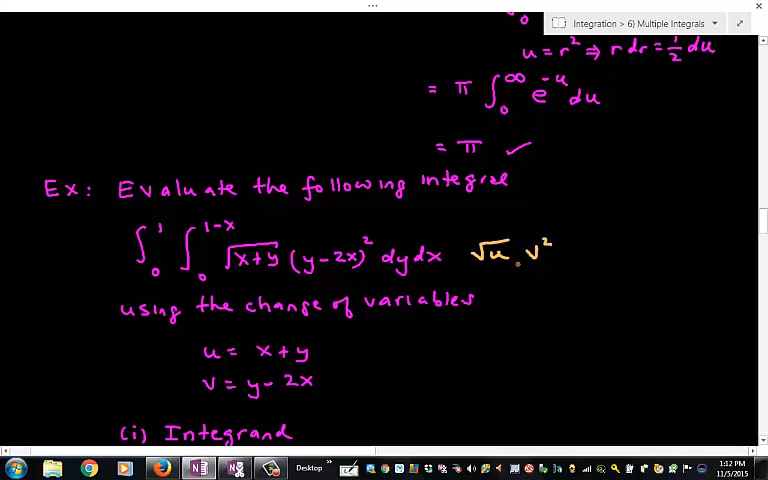 ...
Integration > 6) Multiple Integrals
0
u = r² ⇒ r dr = 1/2 du
= π ∫₀^∞ e^-u du
= π ✓
Ex: Evaluate the following integral
∫₀¹ ∫₀^1-x √x+y (y-2x)² dy dx √u . v²
using the change of variables
u = x+y
v = y-2x
(i) Integrand
Desktop »
1:12 PM
11/5/2015